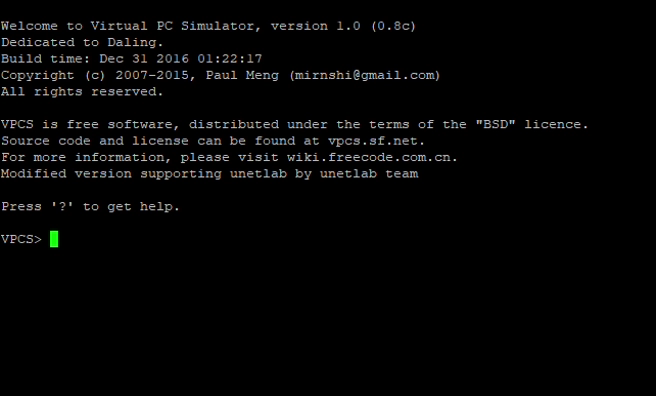 Welcome to Virtual PC Simulator, version 1.0 (0.8c)
Dedicated to Daling.
Build time: Dec 31 2016 01:22:17
Copyright (c) 2007-2015, Paul Meng (mirnshi@gmail.com)
All rights reserved.
VPCS is free software, distributed under the terms of the "BSD" licence.
Source code and license can be found at vpcs.sf.net.
For more information, please visit wiki.freecode.com.cn.
Modified version supporting unetlab by unetlab team
Press '?' to get help.
VPCS>